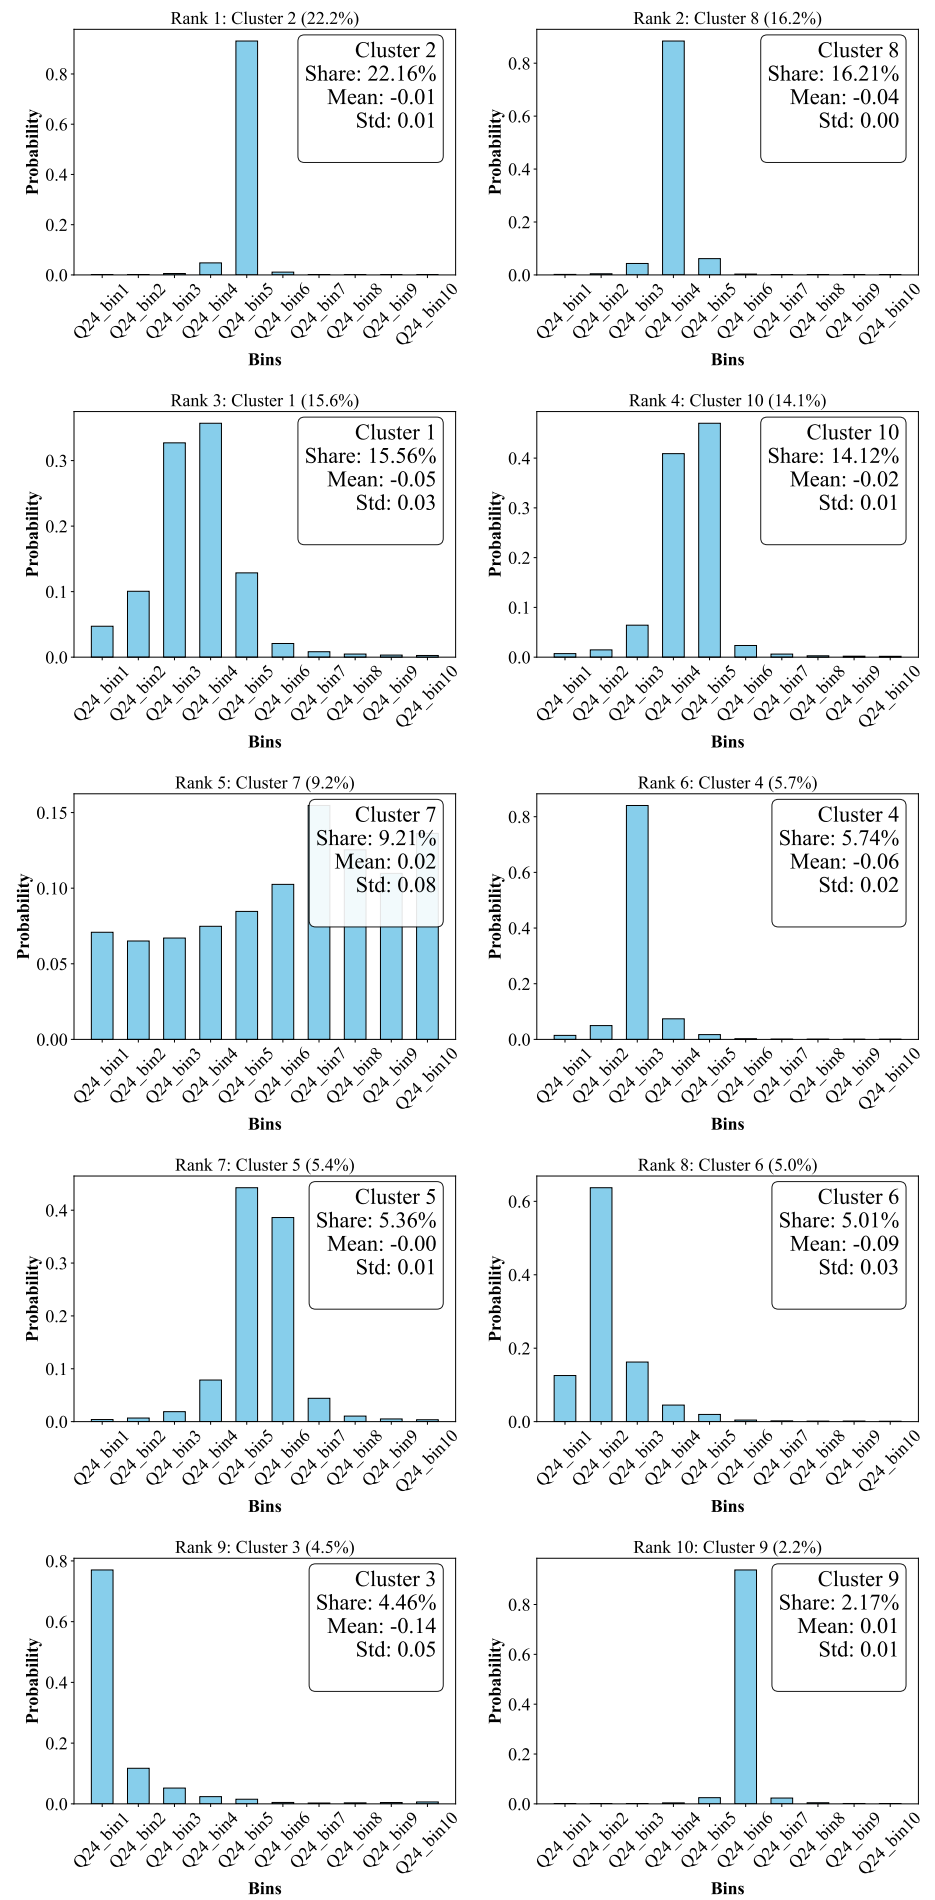 Rank 1: Cluster 2 (22.2%)
Probability
0.8
0.6
0.4
0.2
0.0
Cluster 2
Share: 22.16%
Mean: -0.01
Std: 0.01
Q24_bin1
Q24_bin2
Q24_bin3
Q24_bin4
Q24_bin5
Q24_bin6
Q24_bin7
Q24_bin8
Q24_bin9
Q24_bin10
Bins
Rank 2: Cluster 8 (16.2%)
Probability
0.8
0.6
0.4
0.2
0.0
Cluster 8
Share: 16.21%
Mean: -0.04
Std: 0.00
Q24_bin1
Q24_bin2
Q24_bin3
Q24_bin4
Q24_bin5
Q24_bin6
Q24_bin7
Q24_bin8
Q24_bin9
Q24_bin10
Bins
Rank 3: Cluster 1 (15.6%)
Probability
0.3
0.2
0.1
0.0
Cluster 1
Share: 15.56%
Mean: -0.05
Std: 0.03
Q24_bin1
Q24_bin2
Q24_bin3
Q24_bin4
Q24_bin5
Q24_bin6
Q24_bin7
Q24_bin8
Q24_bin9
Q24_bin10
Bins
Rank 4: Cluster 10 (14.1%)
Probability
0.4
0.3
0.2
0.1
0.0
Cluster 10
Share: 14.12%
Mean: -0.02
Std: 0.01
Q24_bin1
Q24_bin2
Q24_bin3
Q24_bin4
Q24_bin5
Q24_bin6
Q24_bin7
Q24_bin8
Q24_bin9
Q24_bin10
Bins
Rank 5: Cluster 7 (9.2%)
Probability
0.15
0.10
0.05
0.00
Cluster 7
Share: 9.21%
Mean: 0.02
Std: 0.08
Q24_bin1
Q24_bin2
Q24_bin3
Q24_bin4
Q24_bin5
Q24_bin6
Q24_bin7
Q24_bin8
Q24_bin9
Q24_bin10
Bins
Rank 6: Cluster 4 (5.7%)
Probability
0.8
0.6
0.4
0.2
0.0
Cluster 4
Share: 5.74%
Mean: -0.06
Std: 0.02
Q24_bin1
Q24_bin2
Q24_bin3
Q24_bin4
Q24_bin5
Q24_bin6
Q24_bin7
Q24_bin8
Q24_bin9
Q24_bin10
Bins
Rank 7: Cluster 5 (5.4%)
Probability
0.4
0.3
0.2
0.1
0.0
Cluster 5
Share: 5.36%
Mean: -0.00
Std: 0.01
Q24_bin1
Q24_bin2
Q24_bin3
Q24_bin4
Q24_bin5
Q24_bin6
Q24_bin7
Q24_bin8
Q24_bin9
Q24_bin10
Bins
Rank 8: Cluster 6 (5.0%)
Probability
0.6
0.4
0.2
0.0
Cluster 6
Share: 5.01%
Mean: -0.09
Std: 0.03
Q24_bin1
Q24_bin2
Q24_bin3
Q24_bin4
Q24_bin5
Q24_bin6
Q24_bin7
Q24_bin8
Q24_bin9
Q24_bin10
Bins
Rank 9: Cluster 3 (4.5%)
Probability
0.8
0.6
0.4
0.2
0.0
Cluster 3
Share: 4.46%
Mean: -0.14
Std: 0.05
Q24_bin1
Q24_bin2
Q24_bin3
Q24_bin4
Q24_bin5
Q24_bin6
Q24_bin7
Q24_bin8
Q24_bin9
Q24_bin10
Bins
Rank 10: Cluster 9 (2.2%)
Probability
0.8
0.6
0.4
0.2
0.0
Cluster 9
Share: 2.17%
Mean: 0.01
Std: 0.01
Q24_bin1
Q24_bin2
Q24_bin3
Q24_bin4
Q24_bin5
Q24_bin6
Q24_bin7
Q24_bin8
Q24_bin9
Q24_bin10
Bins